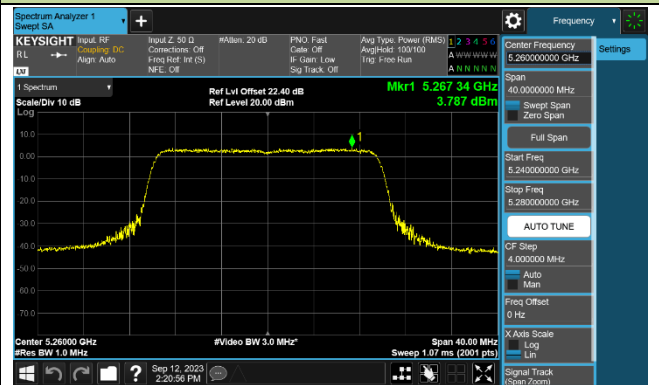 Spectrum Analyzer 1
Swept SA
+
Frequency
KEYSIGHT
RL
LXI
Input: RF
Coupling: DC
Align: Auto
Input Z: 50 Ω
Corrections: Off
Freq Ref: Int (S)
NFE: Off
#Atten: 20 dB
PNO: Fast
Gate: Off
IF Gain: Low
Sig Track: Off
Avg Type: Power (RMS)
Avg|Hold: 100/100
Trig: Free Run
1 2 3 4 5 6
A W W W W W
A N N N N N
1 Spectrum
Scale/Div 10 dB
Log
Ref Lvl Offset 22.40 dB
Ref Level 20.00 dBm
Mkr1 5.267 34 GHz
3.787 dBm
10.0
0.00
-10.0
-20.0
-30.0
-40.0
-50.0
-60.0
-70.0
1
Center 5.26000 GHz
#Res BW 1.0 MHz
#Video BW 3.0 MHz*
Span 40.00 MHz
Sweep 1.07 ms (2001 pts)
Center Frequency
5.260000000 GHz
Span
40.0000000 MHz
Swept Span
Zero Span
Full Span
Start Freq
5.240000000 GHz
Stop Freq
5.280000000 GHz
AUTO TUNE
CF Step
4.000000 MHz
Auto
Man
Freq Offset
0 Hz
X Axis Scale
Log
Lin
Signal Track
(Span Zoom)
Settings
?
Sep 12, 2023
2:20:56 PM